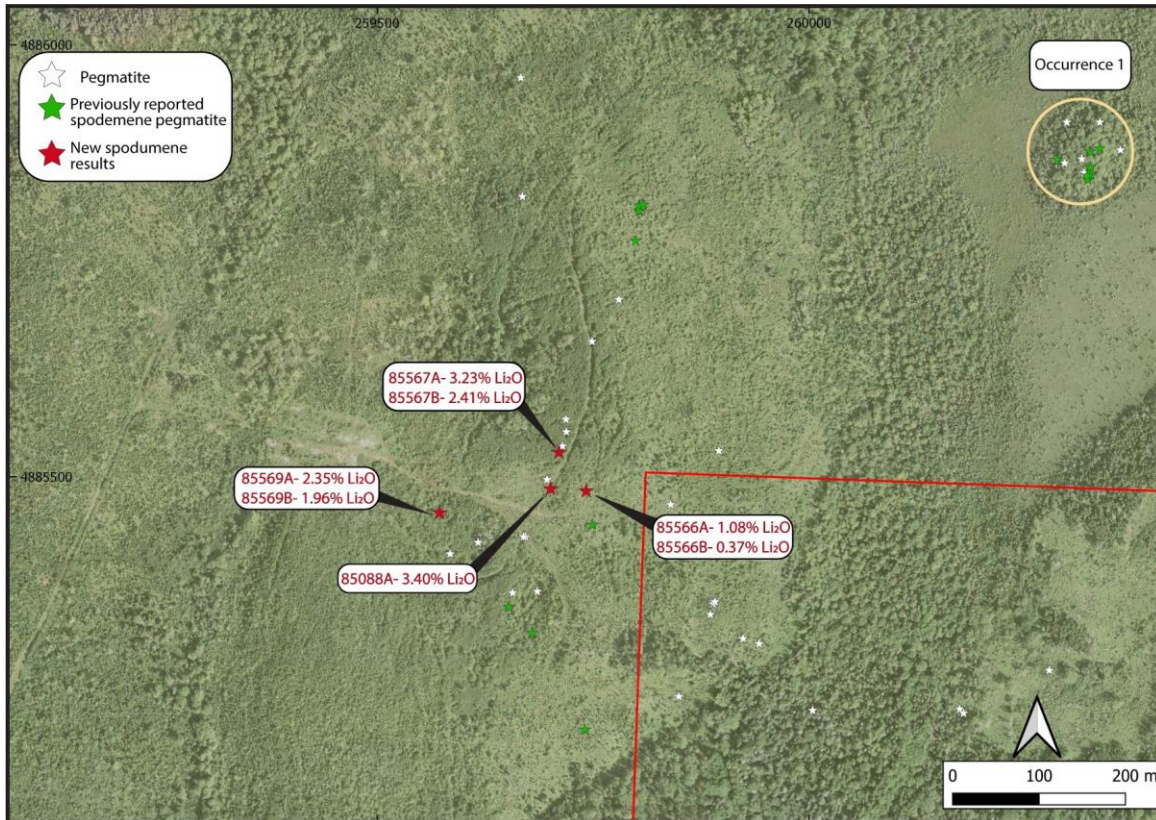 259500
260000
4886000
Pegmatite
Previously reported
spodemene pegmatite
New spodumene
results
Occurrence 1
85567A- 3.23% Li₂O
85567B- 2.41% Li₂O
4885500
85569A- 2.35% Li₂O
85569B- 1.96% Li₂O
85566A- 1.08% Li₂O
85566B- 0.37% Li₂O
85088A- 3.40% Li₂O
0 100 200 m